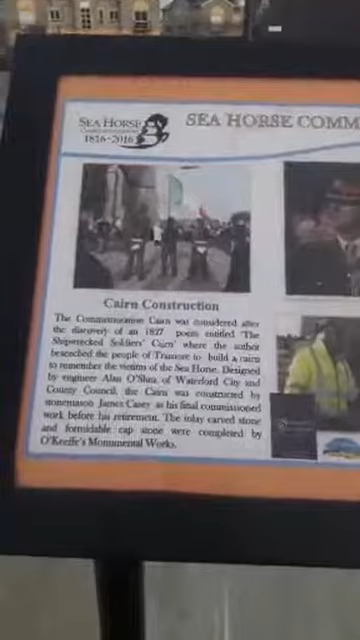 SEA HORSE
1816-2016
SEA HORSE COMM
Cairn Construction
The Commemorative Cairn was considered after
the discovery of an 1827 poem entitled 'The
Shipwrecked Soldiers' Cairn' where the author
beseeched the people of Tramore to build a cairn
to remember the victims of the Sea Horse. Designed
by engineer Alan O'Shea of Waterford City and
County Council, the Cairn was constructed by
stonemason James Casey as his final commissioned
work before his retirement. The inlay carved stone
and formidable cap stone were completed by
O'Keeffe's Monumental Works.